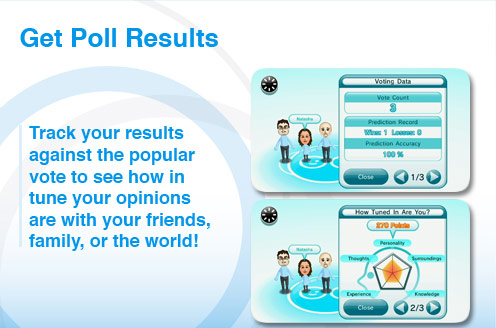 Get Poll Results
Track your results
against the popular
vote to see how in
tune your opinions
are with your friends,
family, or the world!
Natasha
Voting Data
Vote Count
3
Prediction Record
Wins: 1 Losses: 0
Prediction Accuracy
100 %
Close
1/3
Natasha
How Tuned In Are You?
270 Points
Personality
Thoughts
Surroundings
Experience
Knowledge
Close
2/3